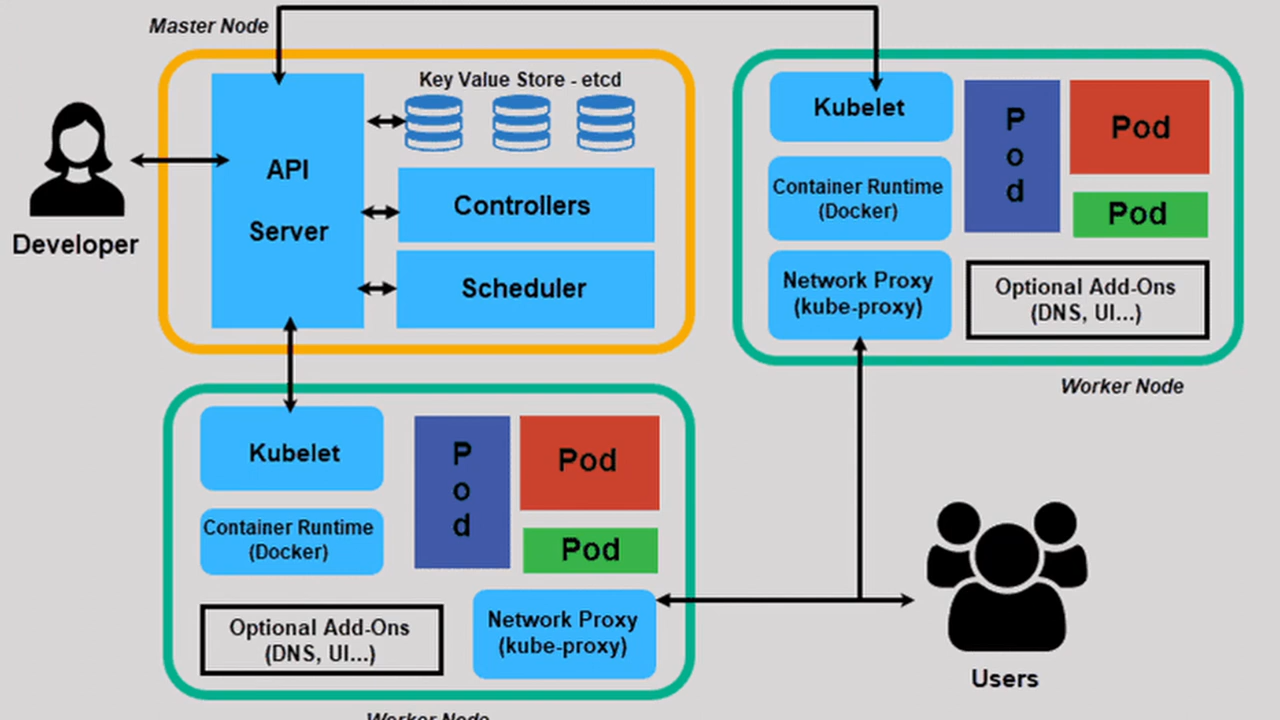 Master Node
Key Value Store - etcd
API
Server
Controllers
Scheduler
Developer
Kubelet
Container Runtime
(Docker)
Network Proxy
(kube-proxy)
P
o
d
Pod
Pod
Optional Add-Ons
(DNS, UI...)
Worker Node
Kubelet
Container Runtime
(Docker)
P
o
d
Pod
Pod
Optional Add-Ons
(DNS, UI...)
Network Proxy
(kube-proxy)
Worker Node
Users